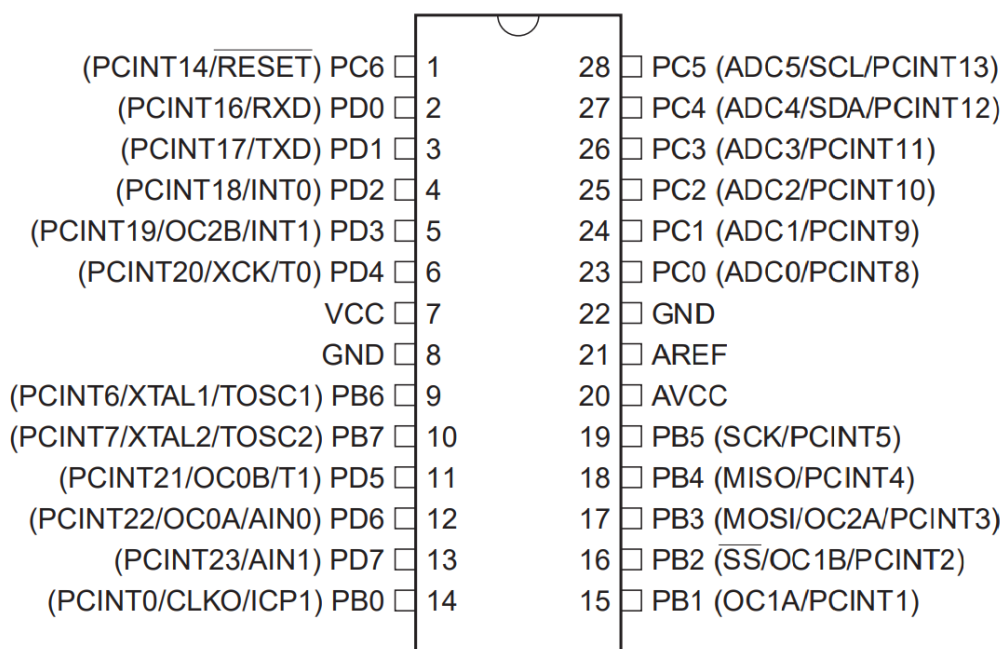 (PCINT14/RESET) PC6 1 28 PC5 (ADC5/SCL/PCINT13)
(PCINT16/RXD) PD0 2 27 PC4 (ADC4/SDA/PCINT12)
(PCINT17/TXD) PD1 3 26 PC3 (ADC3/PCINT11)
(PCINT18/INT0) PD2 4 25 PC2 (ADC2/PCINT10)
(PCINT19/OC2B/INT1) PD3 5 24 PC1 (ADC1/PCINT9)
(PCINT20/XCK/T0) PD4 6 23 PC0 (ADC0/PCINT8)
VCC 7 22 GND
GND 8 21 AREF
(PCINT6/XTAL1/TOSC1) PB6 9 20 AVCC
(PCINT7/XTAL2/TOSC2) PB7 10 19 PB5 (SCK/PCINT5)
(PCINT21/OC0B/T1) PD5 11 18 PB4 (MISO/PCINT4)
(PCINT22/OC0A/AIN0) PD6 12 17 PB3 (MOSI/OC2A/PCINT3)
(PCINT23/AIN1) PD7 13 16 PB2 (SS/OC1B/PCINT2)
(PCINT0/CLKO/ICP1) PB0 14 15 PB1 (OC1A/PCINT1)